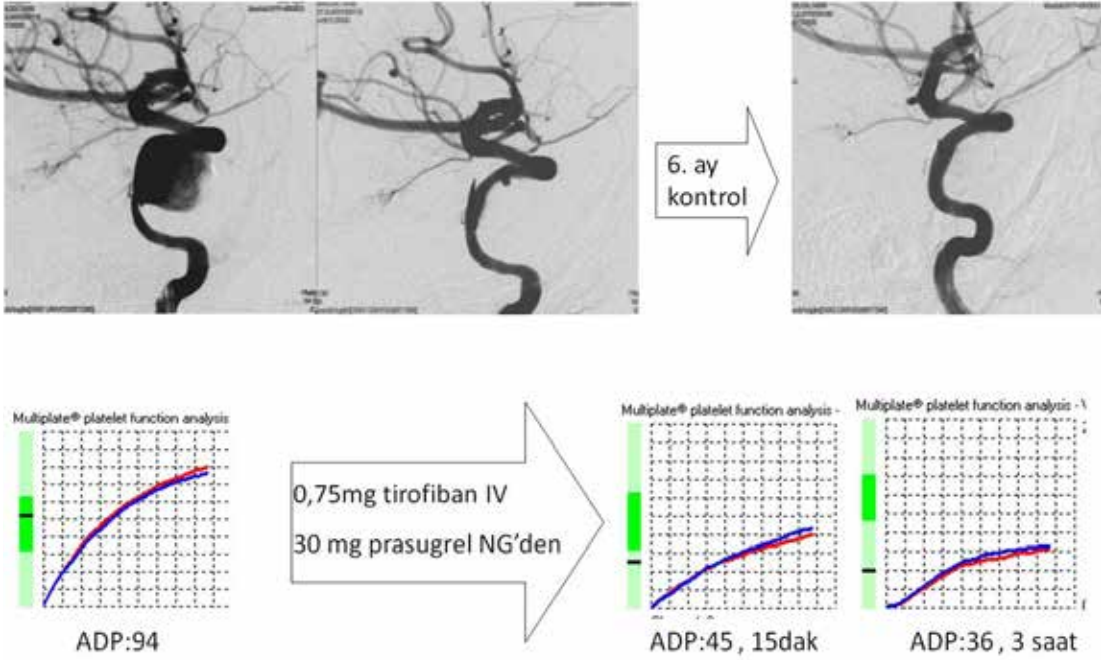 6. ay
kontrol
Multiplate® platelet function analysis
0,75mg tirofiban IV
30 mg prasugrel NG'den
Multiplate® platelet function analysis -
Multiplate® platelet function analysis -
ADP:94
ADP:45 , 15dak
ADP:36 , 3 saat